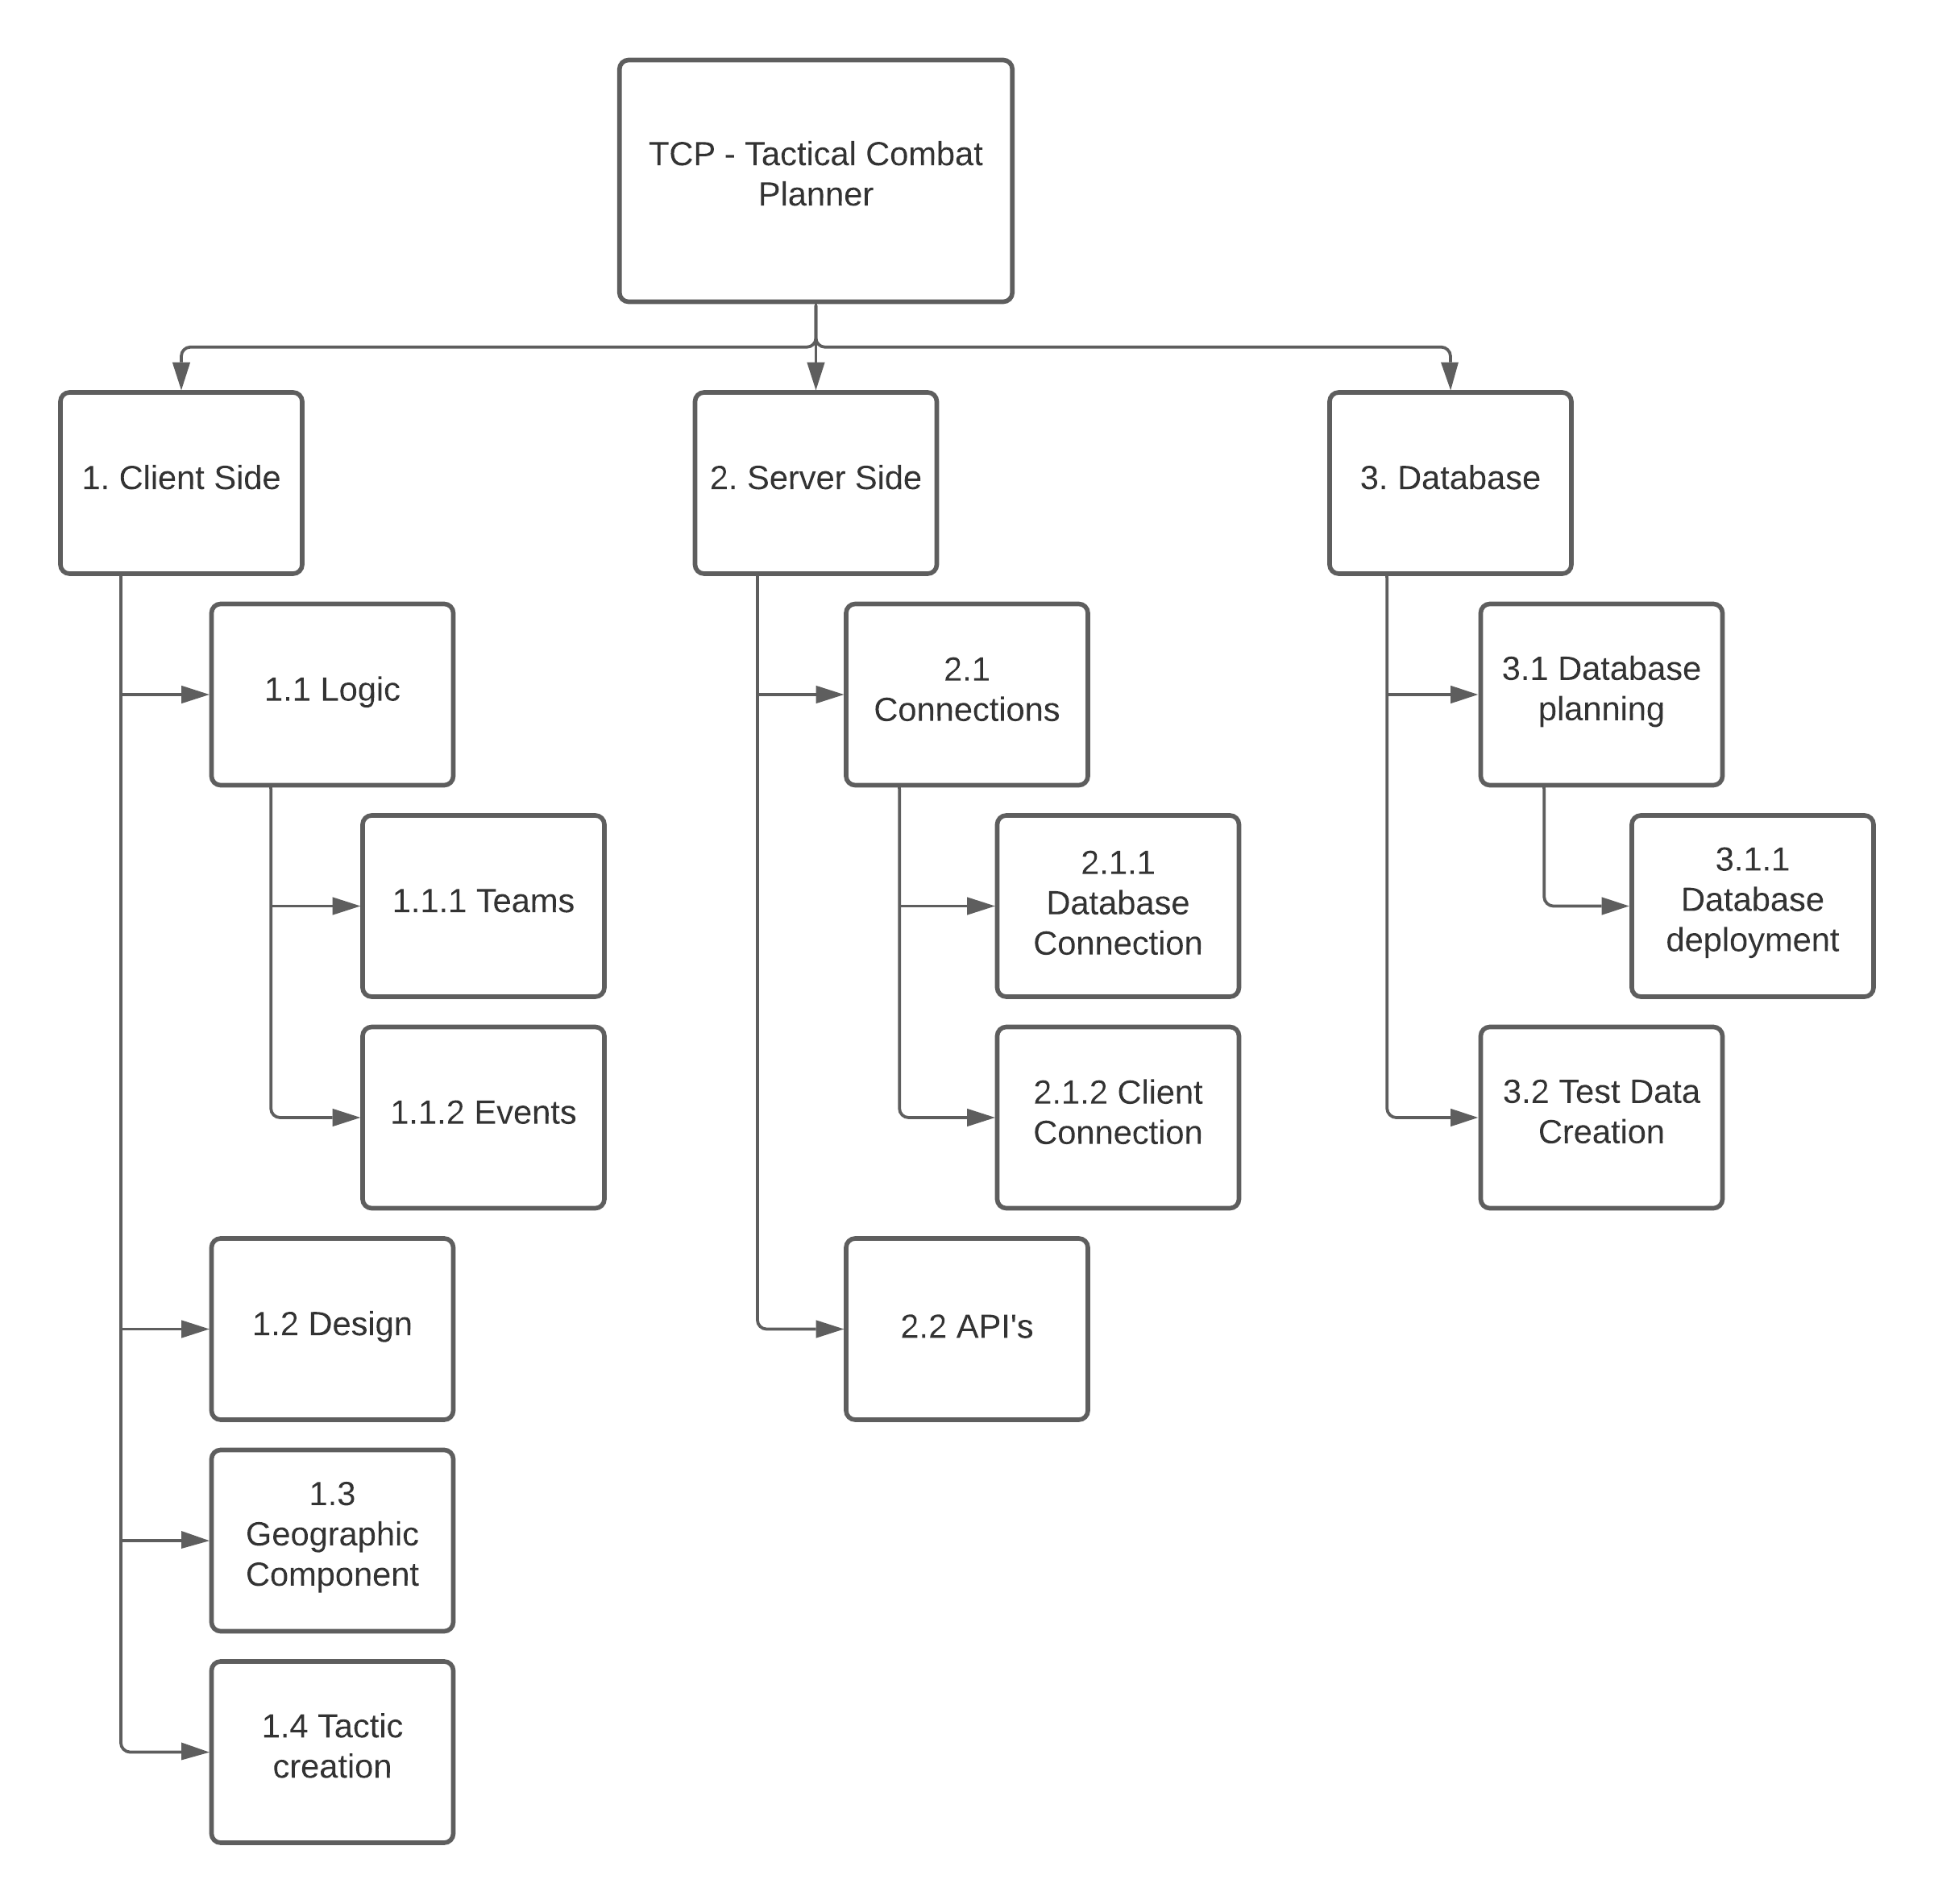 TCP - Tactical Combat
Planner
1. Client Side
2. Server Side
3. Database
1.1 Logic
2.1
Connections
3.1 Database
planning
1.1.1 Teams
2.1.1
Database
Connection
3.1.1
Database
deployment
1.1.2 Events
2.1.2 Client
Connection
3.2 Test Data
Creation
1.2 Design
2.2 API's
1.3
Geographic
Component
1.4 Tactic
creation